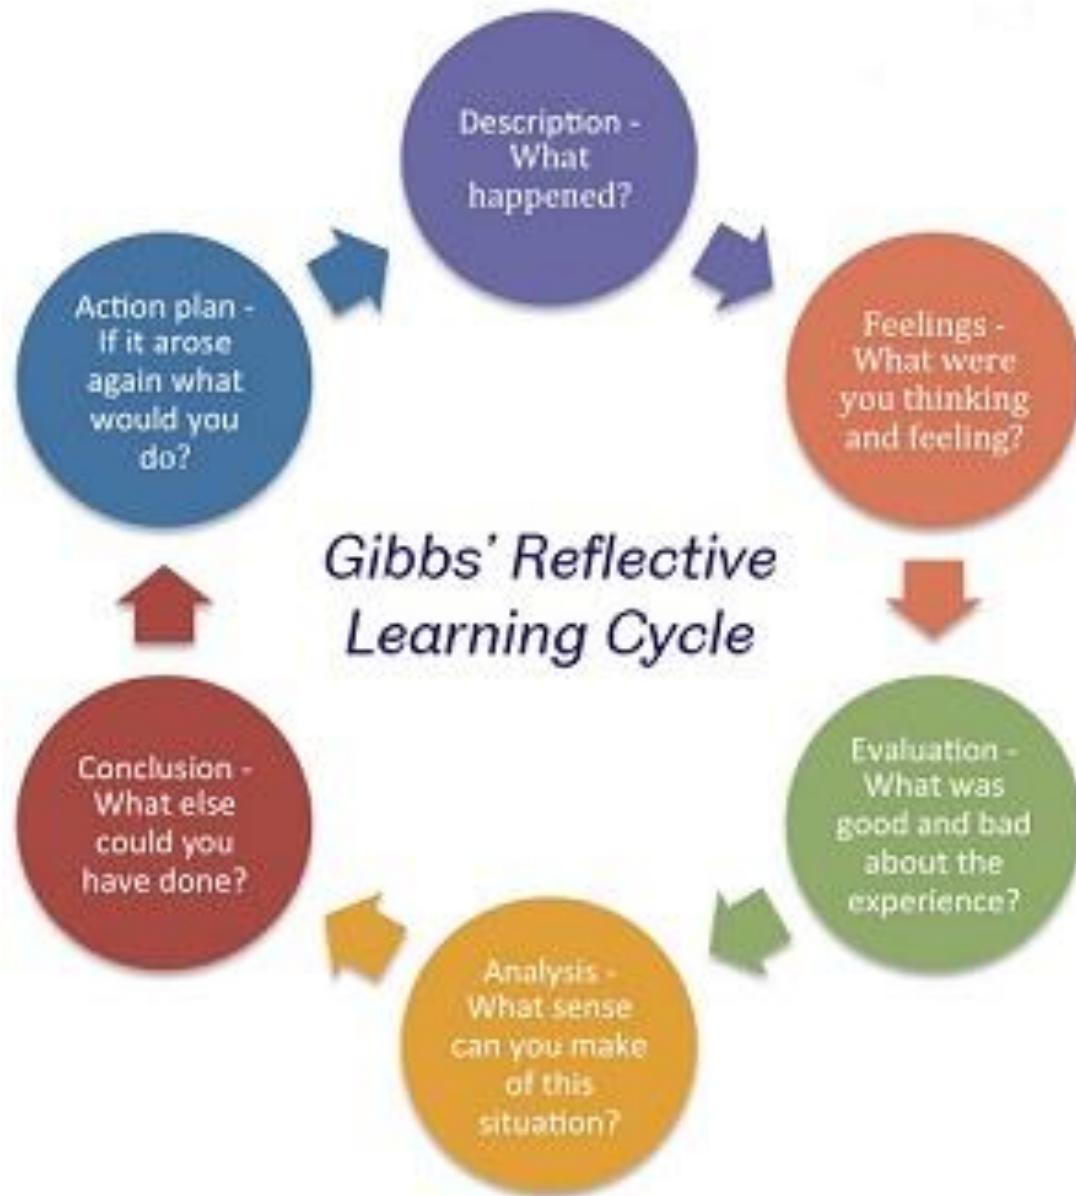 Description -
What
happened?
Feelings -
What were
you thinking
and feeling?
Evaluation -
What was
good and bad
about the
experience?
Analysis -
What sense
can you make
of this
situation?
Conclusion -
What else
could you
have done?
Action plan -
If it arose
again what
would you
do?
Gibbs’ Reflective
Learning Cycle